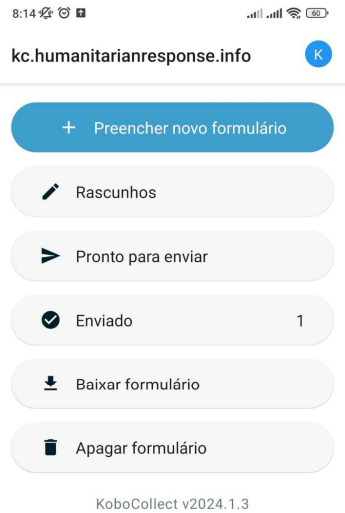 8:14
60
kc.humanitarianresponse.info
K
+ Preencher novo formulário
Rascunhos
Pronto para enviar
Enviado 1
Baixar formulário
Apagar formulário
KoboCollect v2024.1.3